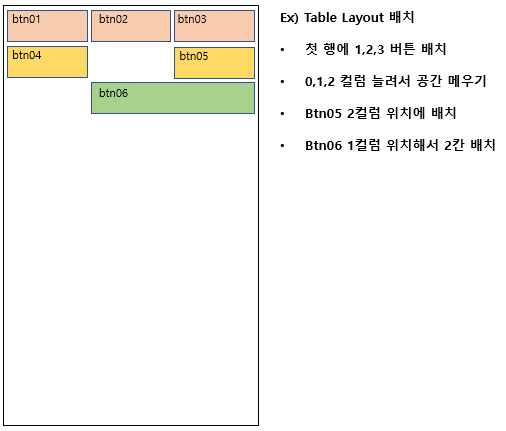 btn01
btn02
btn03
btn04
btn05
btn06
Ex) Table Layout 배치
• 첫 행에 1,2,3 버튼 배치
• 0,1,2 컬럼 늘려서 공간 메우기
• Btn05 2컬럼 위치에 배치
• Btn06 1컬럼 위치해서 2칸 배치